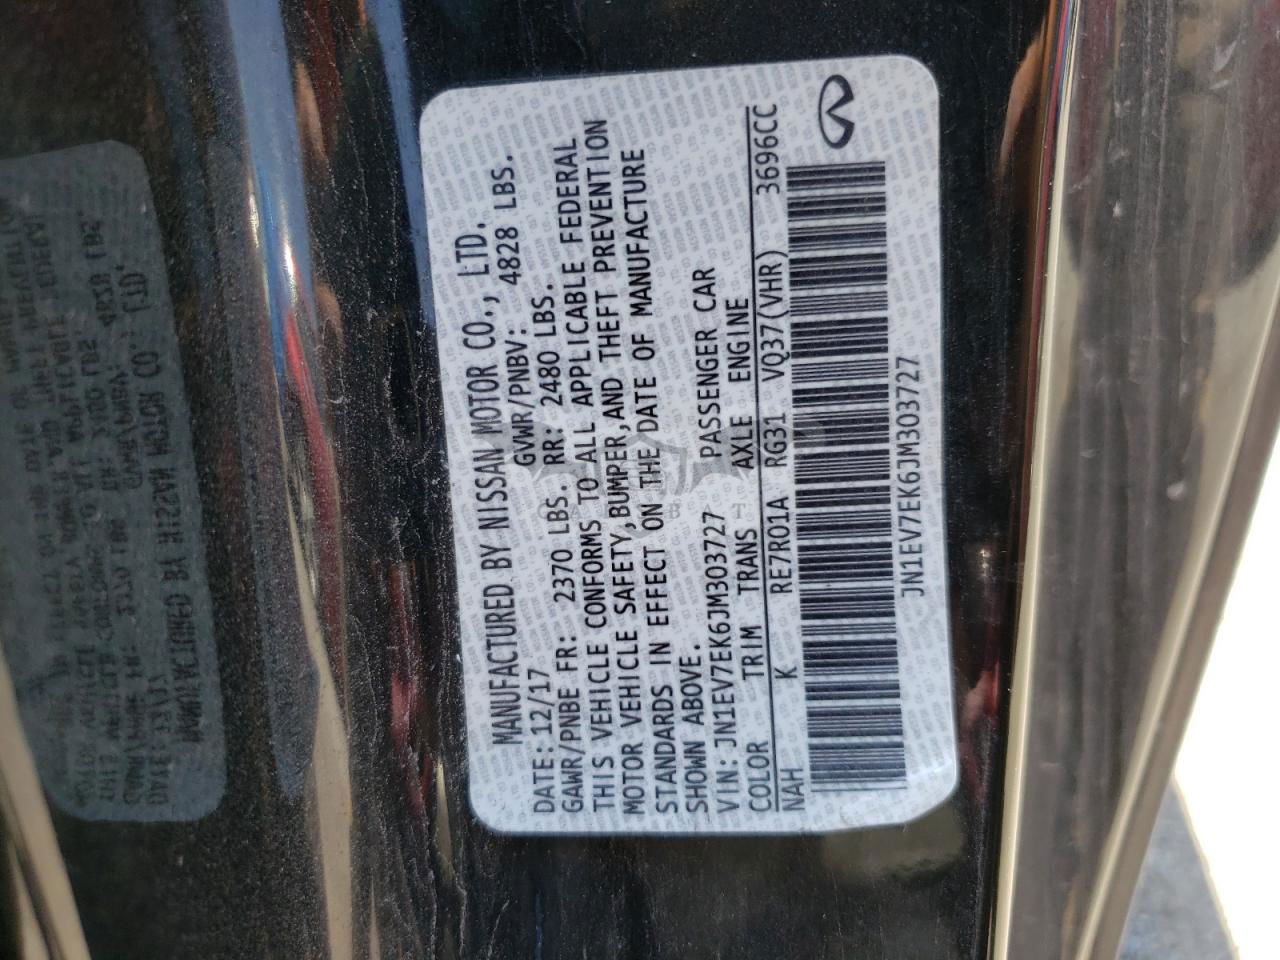 MANUFACTURED BY NISSAN MOTOR CO., LTD.
DATE: 12/17 GVWR/PNBV: 4828 LBS.
GAWR/PNBE FR: 2370 LBS. RR: 2480 LBS.
THIS VEHICLE CONFORMS TO ALL APPLICABLE FEDERAL
MOTOR VEHICLE SAFETY, BUMPER, AND THEFT PREVENTION
STANDARDS IN EFFECT ON THE DATE OF MANUFACTURE
SHOWN ABOVE.
VIN: JN1EV7EK6JM303727 PASSENGER CAR
COLOR TRIM TRANS AXLE ENGINE
NAH K RE7R01A RG31 VQ37(VHR) 3696CC
JN1EV7EK6JM303727